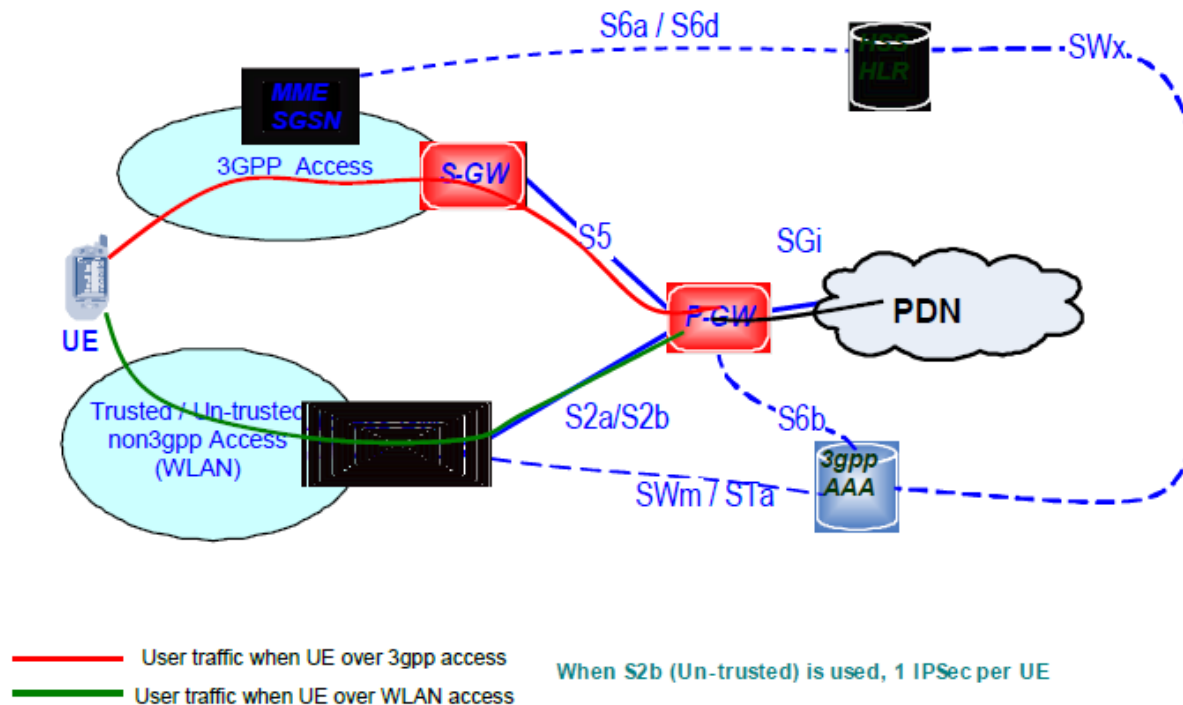 S6a / S6d
HSS
HLR
SWx
MME
SGSN
3GPP Access
S-GW
S5
SGi
UE
P-GW
PDN
Trusted / Un-trusted
non3gpp Access
(WLAN)
S2a/S2b
S6b
SWm / STa
3gpp
AAA
User traffic when UE over 3gpp access
User traffic when UE over WLAN access
When S2b (Un-trusted) is used, 1 IPSec per UE